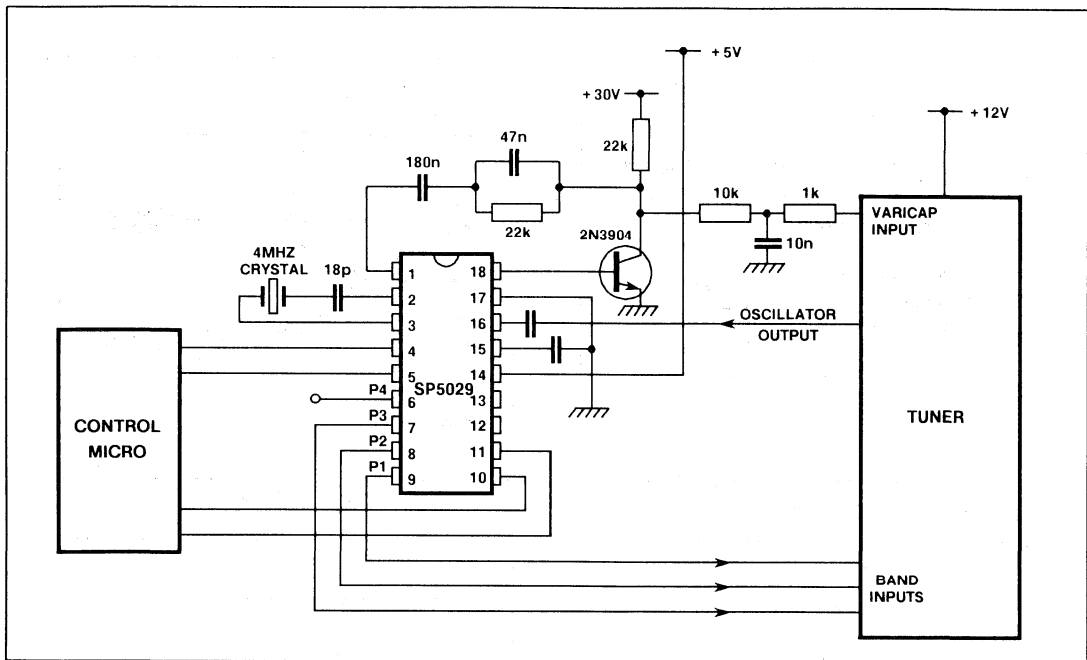 + 5V
+ 30V
+ 12V
47n
180n
22k
22k
10k
1k
VARICAP
INPUT
10n
2N3904
4MHZ
CRYSTAL
18p
1
2
3
4
5
6
7
8
9
18
17
16
15
14
13
12
11
10
SP5029
P4
P3
P2
P1
OSCILLATOR
OUTPUT
CONTROL
MICRO
TUNER
BAND
INPUTS